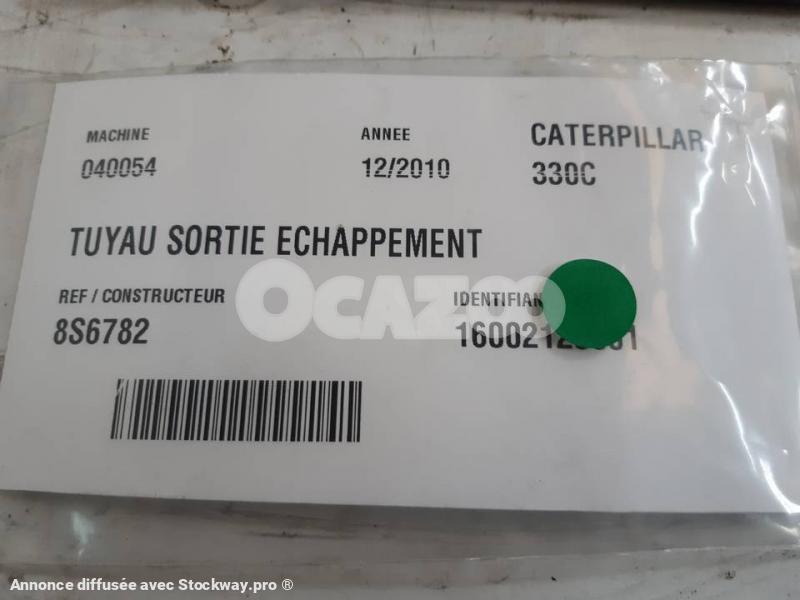 MACHINE ANNEE CATERPILLAR
040054 12/2010 330C
TUYAU SORTIE ECHAPPEMENT
OCAZOO
REF / CONSTRUCTEUR
8S6782
Annonce diffusée avec Stockway.pro ®